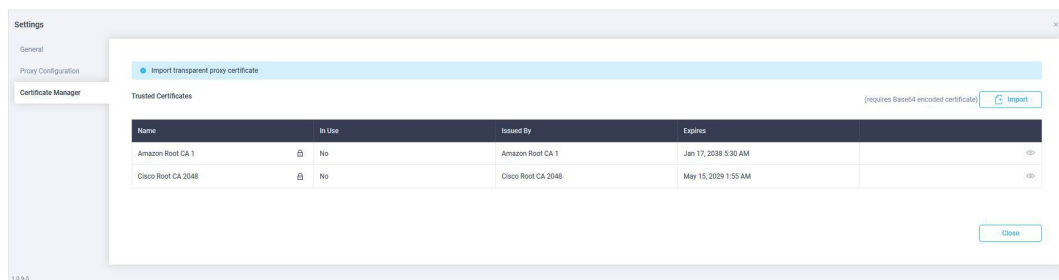 Settings
×
General
Proxy Configuration
Certificate Manager
Import transparent proxy certificate
Trusted Certificates
(requires Base64 encoded certificate) Import
Name In Use Issued By Expires
Amazon Root CA 1 No Amazon Root CA 1 Jan 17, 2038 5:30 AM
Cisco Root CA 2048 No Cisco Root CA 2048 May 15, 2029 1:55 AM
Close